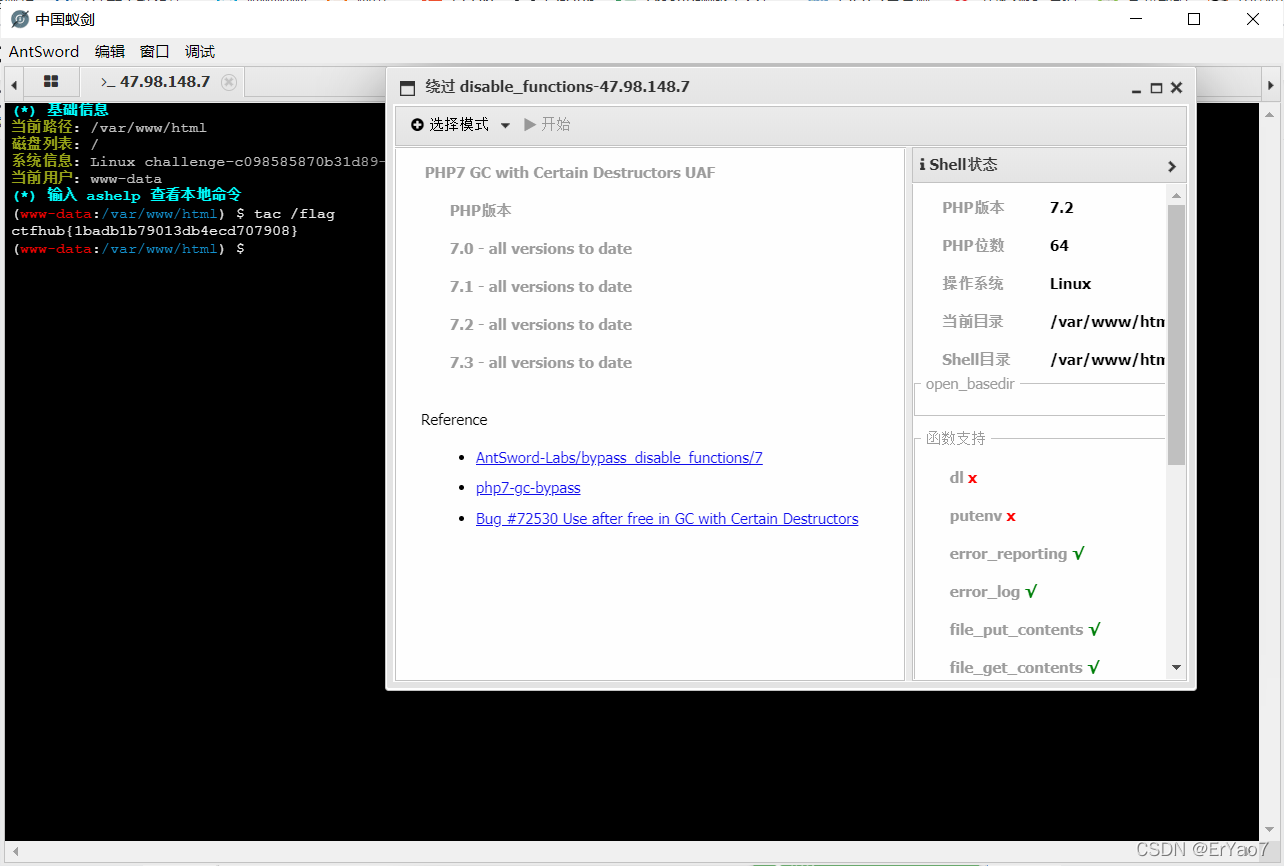 中国蚁剑
AntSword 编辑 窗口 调试
>_ 47.98.148.7
(*) 基础信息
当前路径: /var/www/html
磁盘列表: /
系统信息: Linux challenge-c098585870b31d89-
当前用户: www-data
(*) 输入 ashelp 查看本地命令
(www-data:/var/www/html) $ tac /flag
ctfhub{1badb1b79013db4ecd707908}
(www-data:/var/www/html) $
绕过 disable_functions-47.98.148.7
选择模式 开始
PHP7 GC with Certain Destructors UAF
PHP版本
7.0 - all versions to date
7.1 - all versions to date
7.2 - all versions to date
7.3 - all versions to date
Reference
AntSword-Labs/bypass_disable_functions/7
php7-gc-bypass
Bug #72530 Use after free in GC with Certain Destructors
Shell状态
PHP版本 7.2
PHP位数 64
操作系统 Linux
当前目录 /var/www/htm
Shell目录 /var/www/htm
open_basedir
函数支持
dl x
putenv x
error_reporting √
error_log √
file_put_contents √
file_get_contents √
CSDN @ErYao7